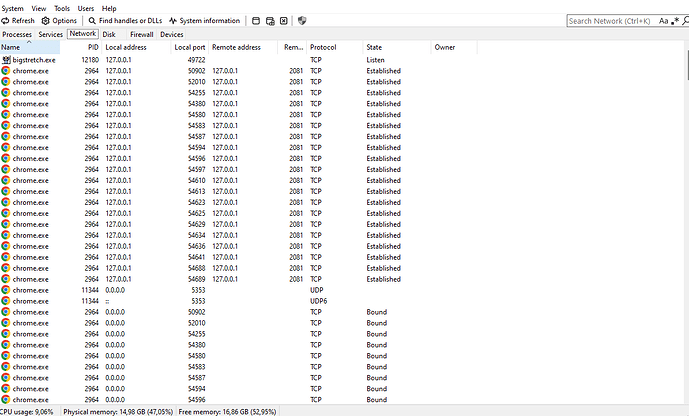 System View Tools Users Help
Refresh Options Find handles or DLLs System information Search Network (Ctrl+K) Aa .*
Processes Services Network Disk Firewall Devices
Name PID Local address Local port Remote address Rem... Protocol State Owner
bigstretch.exe 12180 127.0.0.1 49722 TCP Listen
chrome.exe 2964 127.0.0.1 50902 127.0.0.1 2081 TCP Established
chrome.exe 2964 127.0.0.1 52010 127.0.0.1 2081 TCP Established
chrome.exe 2964 127.0.0.1 54255 127.0.0.1 2081 TCP Established
chrome.exe 2964 127.0.0.1 54380 127.0.0.1 2081 TCP Established
chrome.exe 2964 127.0.0.1 54580 127.0.0.1 2081 TCP Established
chrome.exe 2964 127.0.0.1 54583 127.0.0.1 2081 TCP Established
chrome.exe 2964 127.0.0.1 54587 127.0.0.1 2081 TCP Established
chrome.exe 2964 127.0.0.1 54594 127.0.0.1 2081 TCP Established
chrome.exe 2964 127.0.0.1 54596 127.0.0.1 2081 TCP Established
chrome.exe 2964 127.0.0.1 54597 127.0.0.1 2081 TCP Established
chrome.exe 2964 127.0.0.1 54610 127.0.0.1 2081 TCP Established
chrome.exe 2964 127.0.0.1 54613 127.0.0.1 2081 TCP Established
chrome.exe 2964 127.0.0.1 54623 127.0.0.1 2081 TCP Established
chrome.exe 2964 127.0.0.1 54625 127.0.0.1 2081 TCP Established
chrome.exe 2964 127.0.0.1 54629 127.0.0.1 2081 TCP Established
chrome.exe 2964 127.0.0.1 54634 127.0.0.1 2081 TCP Established
chrome.exe 2964 127.0.0.1 54636 127.0.0.1 2081 TCP Established
chrome.exe 2964 127.0.0.1 54641 127.0.0.1 2081 TCP Established
chrome.exe 2964 127.0.0.1 54688 127.0.0.1 2081 TCP Established
chrome.exe 2964 127.0.0.1 54689 127.0.0.1 2081 TCP Established
chrome.exe 11344 0.0.0.0 5353 UDP
chrome.exe 11344 :: 5353 UDP6
chrome.exe 2964 0.0.0.0 50902 TCP Bound
chrome.exe 2964 0.0.0.0 52010 TCP Bound
chrome.exe 2964 0.0.0.0 54255 TCP Bound
chrome.exe 2964 0.0.0.0 54380 TCP Bound
chrome.exe 2964 0.0.0.0 54580 TCP Bound
chrome.exe 2964 0.0.0.0 54583 TCP Bound
chrome.exe 2964 0.0.0.0 54587 TCP Bound
chrome.exe 2964 0.0.0.0 54594 TCP Bound
chrome.exe 2964 0.0.0.0 54596 TCP Bound
CPU usage: 9,06% Physical memory: 14,98 GB (47,05%) Free memory: 16,86 GB (52,95%)